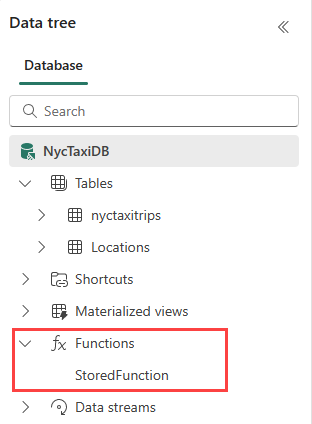 Data tree
Database
Search
NycTaxiDB
Tables
nyctaxitrips
Locations
Shortcuts
Materialized views
fx Functions
StoredFunction
Data streams